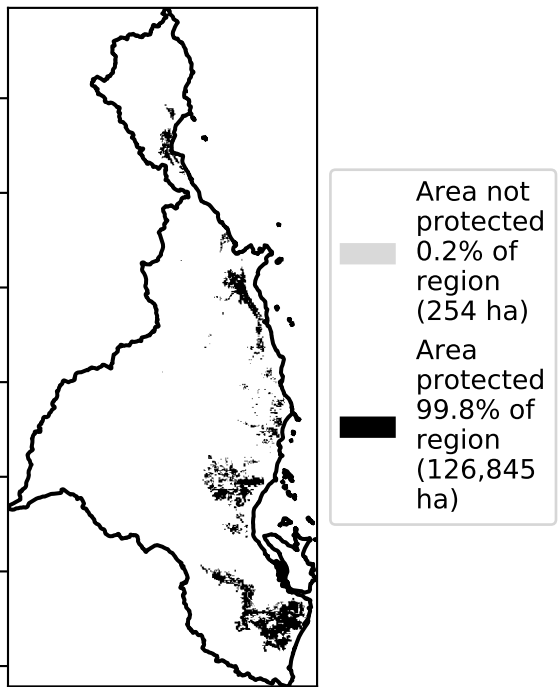 Area not
protected
0.2% of
region
(254 ha)
Area
protected
99.8% of
region
(126,845
ha)